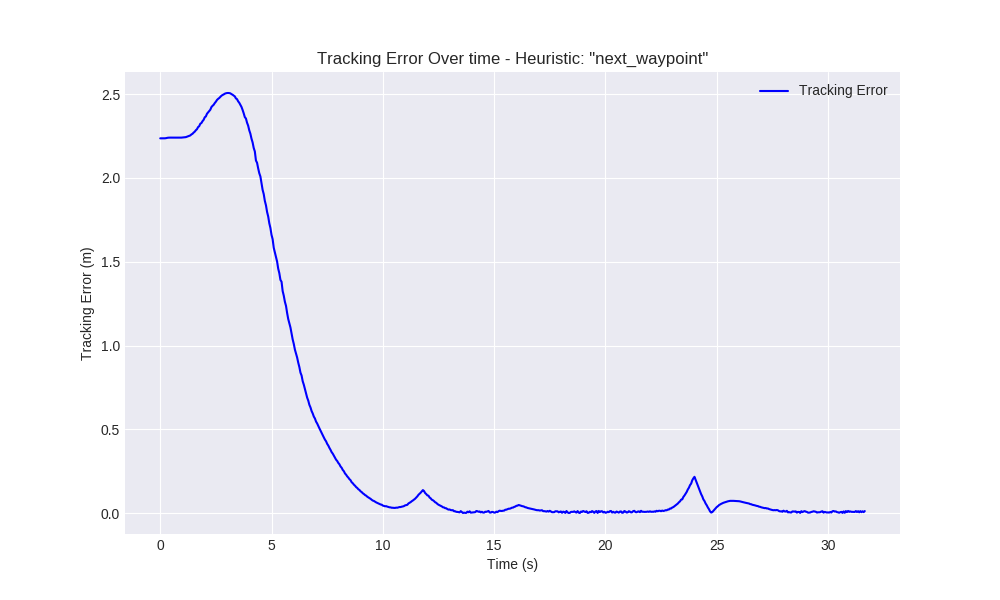 Tracking Error Over time - Heuristic: "next_waypoint"
Tracking Error
2.5
2.0
1.5
1.0
0.5
0.0
Tracking Error (m)
0 5 10 15 20 25 30
Time (s)